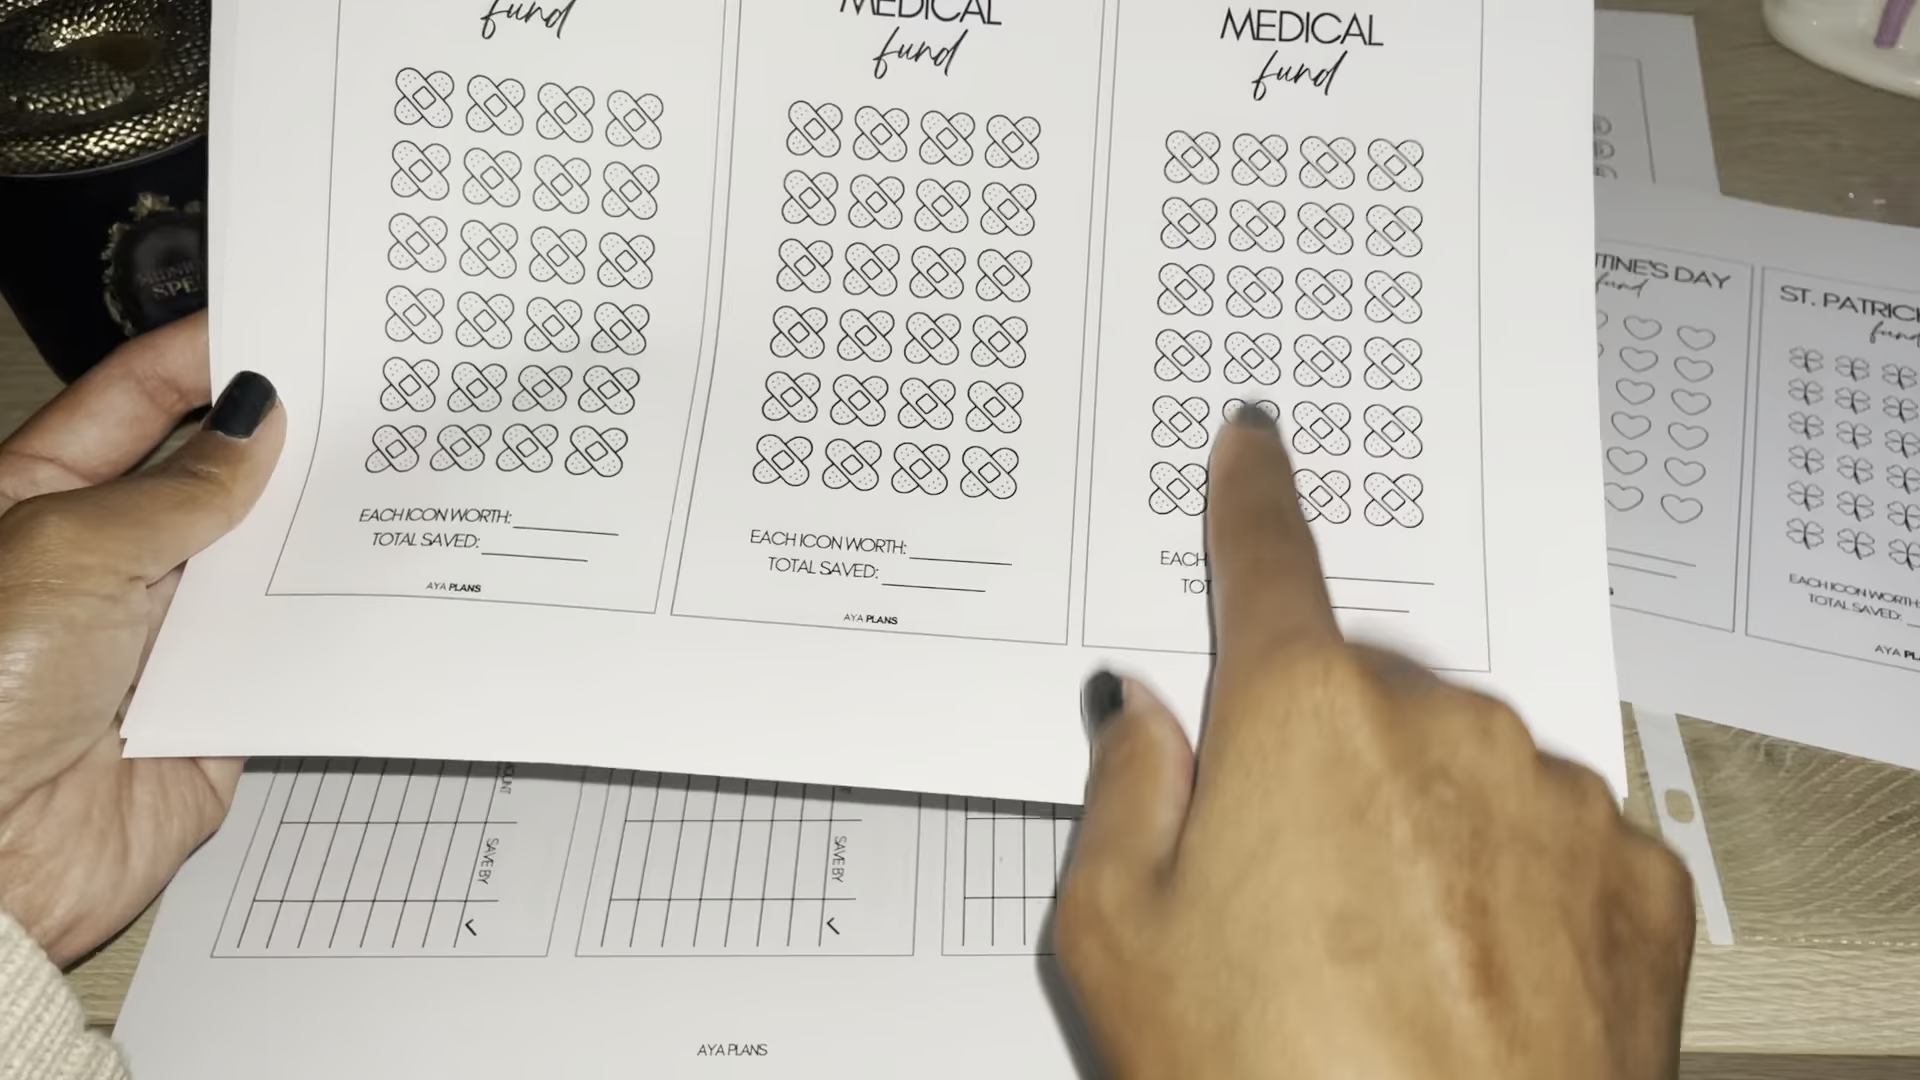 fund
EACH ICON WORTH:
TOTAL SAVED:
AYA PLANS
MEDICAL
fund
EACH ICON WORTH:
TOTAL SAVED:
AYA PLANS
MEDICAL
fund
EACH
TOT
TINE'S DAY
fund
ST. PATRICK
fund
EACH ICON WORTH:
TOTAL SAVED:
AYA PL
SAVE BY
SAVE BY
AYA PLANS